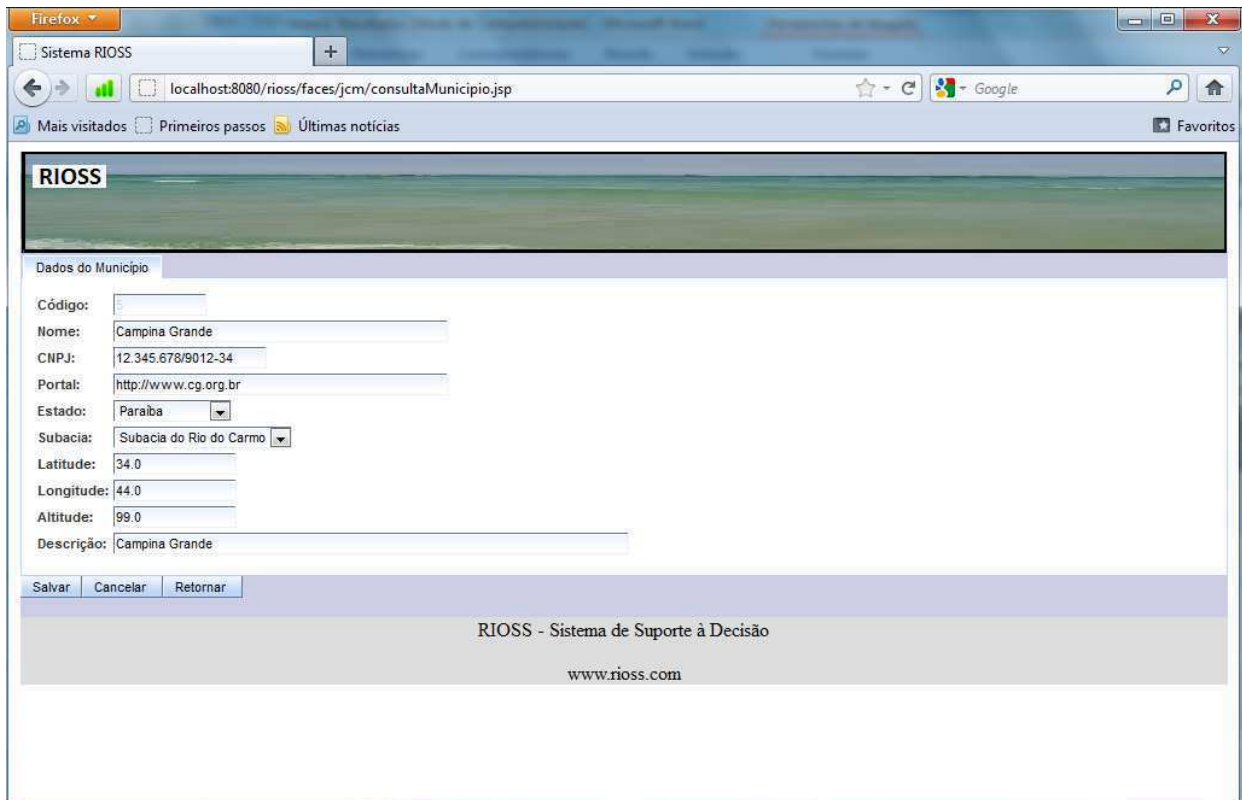 Firefox
Sistema RIOSS
localhost:8080/rioss/faces/jcm/consultaMunicipio.jsp
Google
Mais visitados Primeiros passos Últimas notícias Favoritos
RIOSS
Dados do Município
Código: 5
Nome: Campina Grande
CNPJ: 12.345.678/9012-34
Portal: http://www.cg.org.br
Estado: Paraíba
Subacia: Subacia do Rio do Carmo
Latitude: 34.0
Longitude: 44.0
Altitude: 99.0
Descrição: Campina Grande
Salvar Cancelar Retornar
RIOSS - Sistema de Suporte à Decisão
www.rioss.com